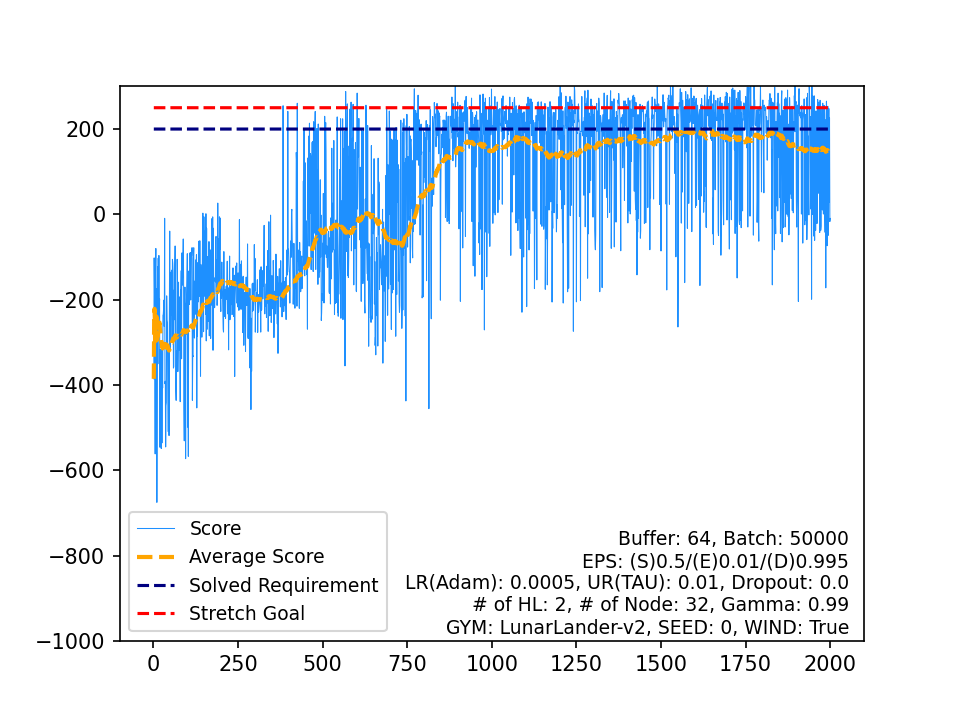 200
0
−200
−400
−600
−800
−1000
Score
Average Score
Solved Requirement
Stretch Goal
Buffer: 64, Batch: 50000
EPS: (S)0.5/(E)0.01/(D)0.995
LR(Adam): 0.0005, UR(TAU): 0.01, Dropout: 0.0
# of HL: 2, # of Node: 32, Gamma: 0.99
GYM: LunarLander-v2, SEED: 0, WIND: True
0 250 500 750 1000 1250 1500 1750 2000